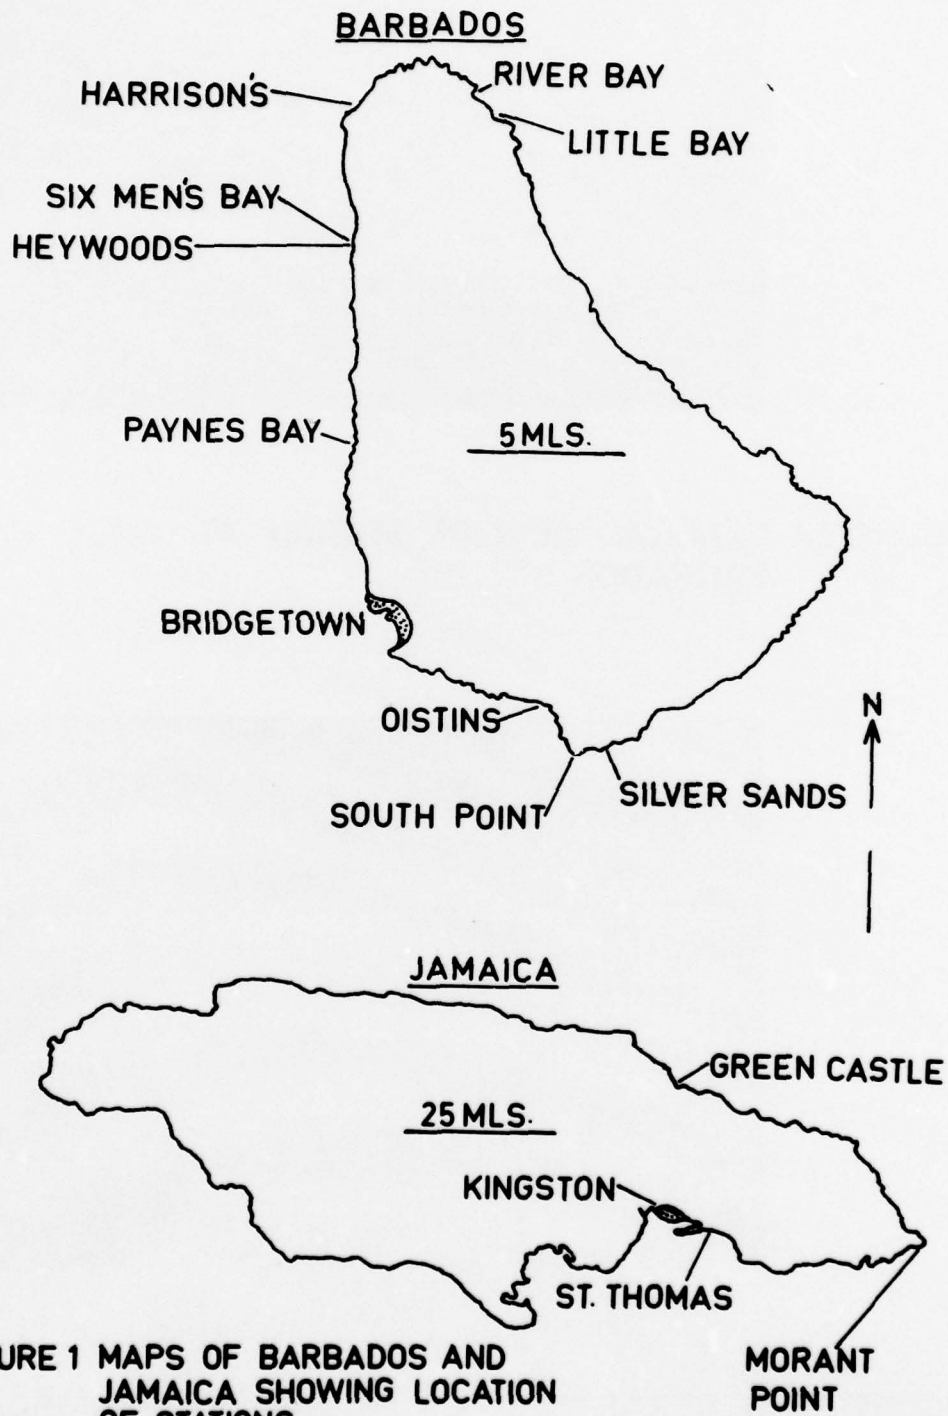 BARBADOS
HARRISON'S
RIVER BAY
LITTLE BAY
SIX MEN'S BAY
HEYWOODS
PAYNES BAY
5 MLS.
BRIDGETOWN
OISTINS
SOUTH POINT
SILVER SANDS
N
JAMAICA
GREEN CASTLE
25 MLS.
KINGSTON
ST. THOMAS
MORANT
POINT
URE 1 MAPS OF BARBADOS AND
JAMAICA SHOWING LOCATION
OF STATIONS